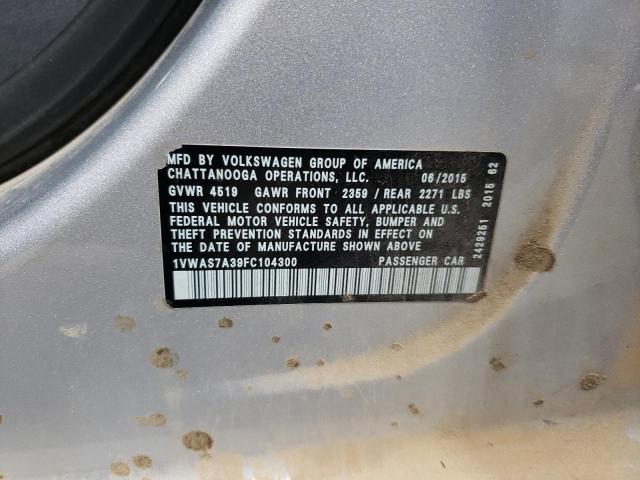 MFD BY VOLKSWAGEN GROUP OF AMERICA
CHATTANOOGA OPERATIONS, LLC. 06/2015
GVWR 4519 GAWR FRONT 2359 / REAR 2271 LBS
THIS VEHICLE CONFORMS TO ALL APPLICABLE U.S.
FEDERAL MOTOR VEHICLE SAFETY, BUMPER AND
THEFT PREVENTION STANDARDS IN EFFECT ON
THE DATE OF MANUFACTURE SHOWN ABOVE
1VWAS7A39FC104300 PASSENGER CAR
2429251 2015 62